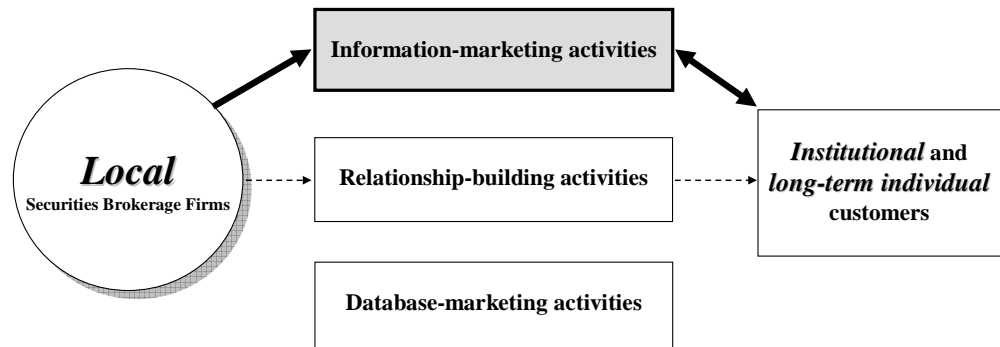 Information-marketing activities
Local
Securities Brokerage Firms
Relationship-building activities
Institutional and
long-term individual
customers
Database-marketing activities